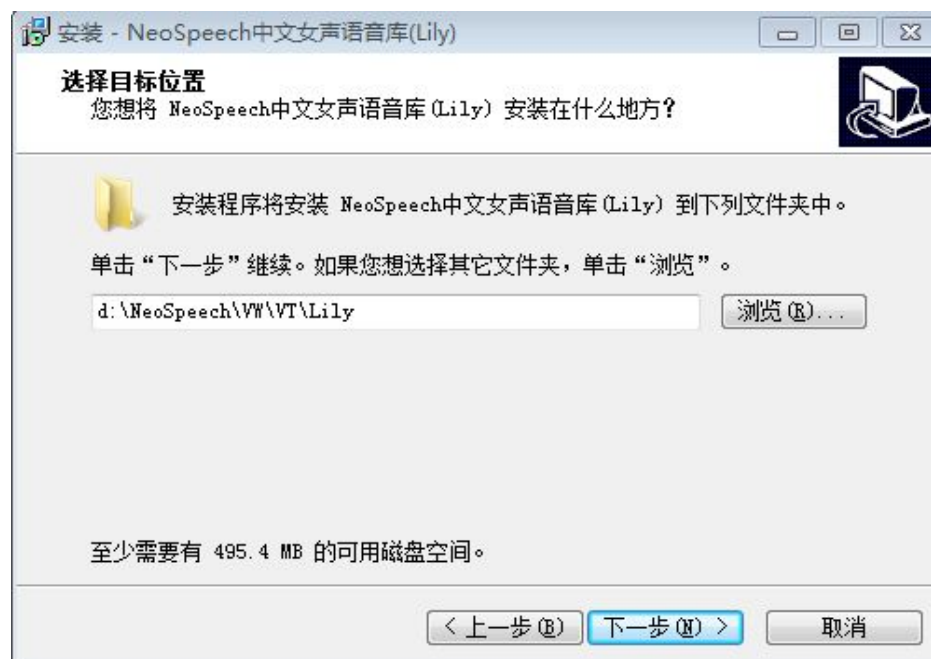 安装 - NeoSpeech中文女声语音库(Lily)
选择目标位置
您想将 NeoSpeech中文女声语音库(Lily) 安装在什么地方?
安装程序将安装 NeoSpeech中文女声语音库(Lily) 到下列文件夹中。
单击“下一步”继续。如果您想选择其它文件夹，单击“浏览”。
d:\NeoSpeech\VW\VT\Lily
浏览(R)...
至少需要有 495.4 MB 的可用磁盘空间。
< 上一步(B) 下一步(N) > 取消